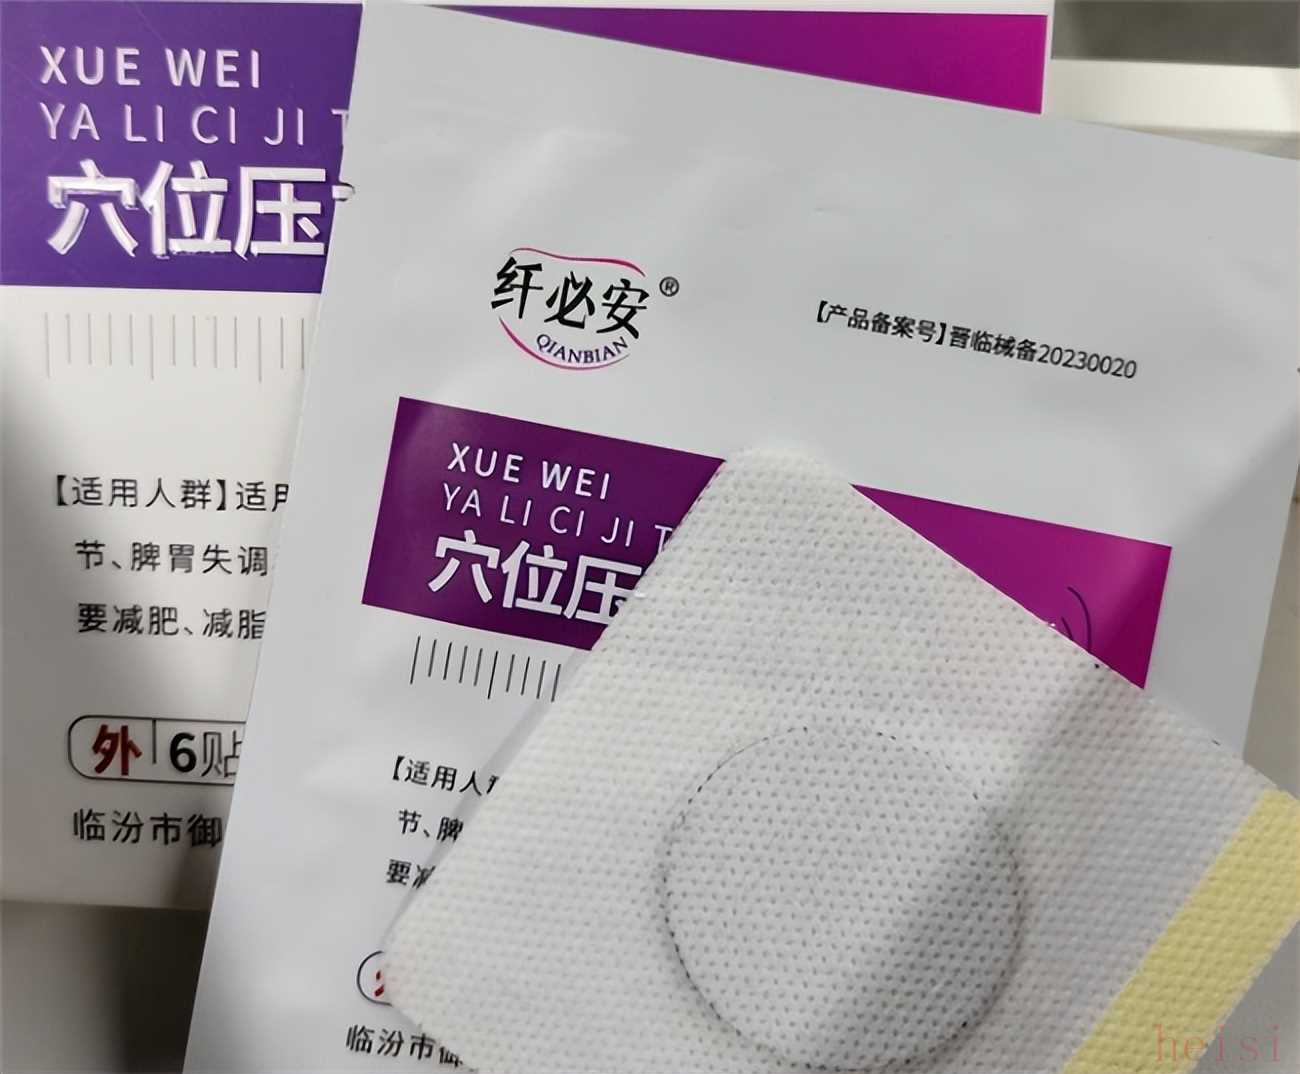 XUE WEI
YA LI CI JI
穴位压
【适用人群】适用
节、脾胃失调
要减肥、减脂
外 6贴
临汾市御
纤必安®
QIANBIAN
【产品备案号】晋临械备20230020
XUE WEI
YA LI CI JI T
穴位压
【适用人群
节、脾
要减
临汾市御
heisi